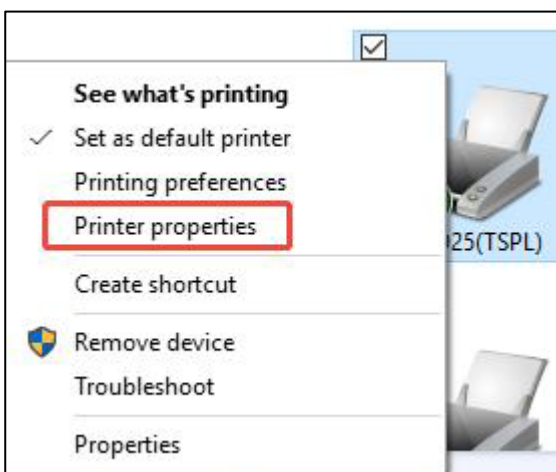 See what's printing
Set as default printer
Printing preferences
Printer properties
25(TSPL)
Create shortcut
Remove device
Troubleshoot
Properties